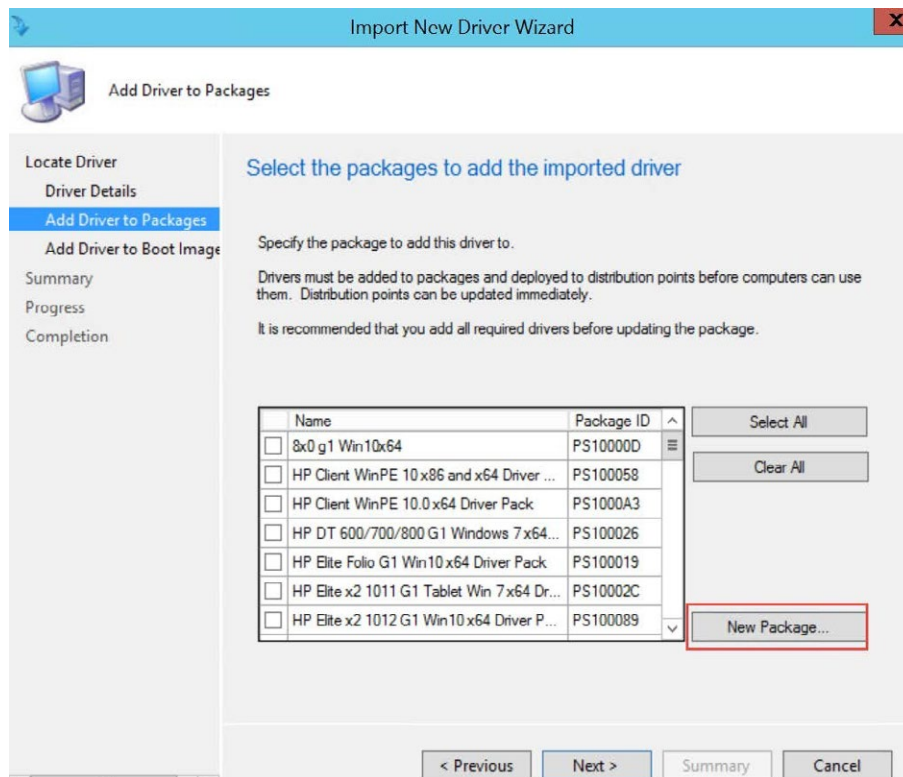 Import New Driver Wizard
X
Add Driver to Packages
Locate Driver
Driver Details
Add Driver to Packages
Add Driver to Boot Image
Summary
Progress
Completion
Select the packages to add the imported driver
Specify the package to add this driver to.
Drivers must be added to packages and deployed to distribution points before computers can use
them. Distribution points can be updated immediately.
It is recommended that you add all required drivers before updating the package.
Name Package ID
8x0 g1 Win10x64 PS10000D
HP Client WinPE 10 x86 and x64 Driver ... PS100058
HP Client WinPE 10.0 x64 Driver Pack PS1000A3
HP DT 600/700/800 G1 Windows 7 x64... PS100026
HP Elite Folio G1 Win10 x64 Driver Pack PS100019
HP Elite x2 1011 G1 Tablet Win 7 x64 Dr... PS10002C
HP Elite x2 1012 G1 Win10 x64 Driver P... PS100089
Select All
Clear All
New Package...
< Previous Next > Summary Cancel